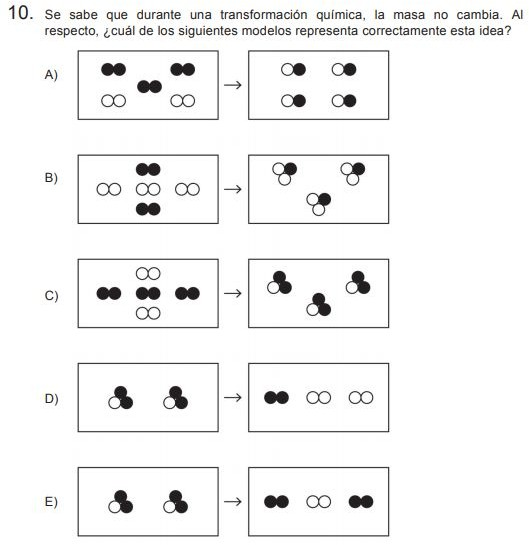 10. Se sabe que durante una transformación química, la masa no cambia. Al
respecto, ¿cuál de los siguientes modelos representa correctamente esta idea?
A)
B)
C)
D)
E)